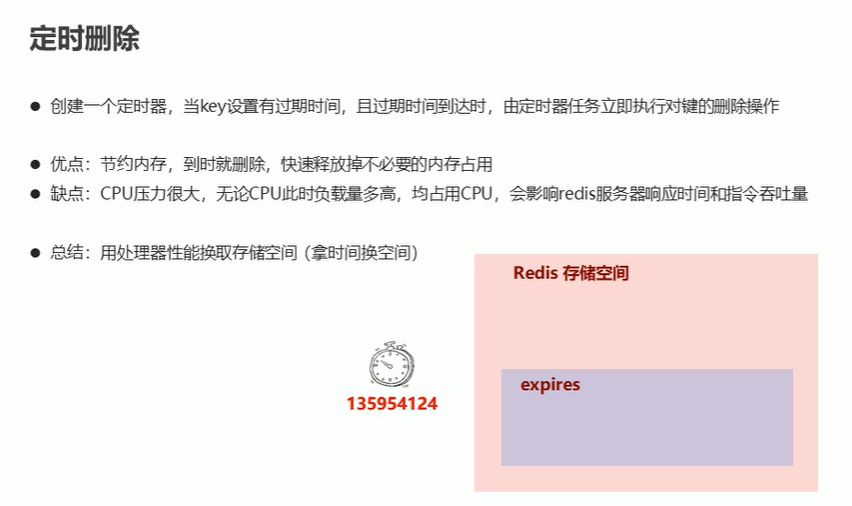 定时删除
● 创建一个定时器，当key设置有过期时间，且过期时间到达时，由定时器任务立即执行对键的删除操作
● 优点：节约内存，到时就删除，快速释放掉不必要的内存占用
● 缺点：CPU压力很大，无论CPU此时负载量多高，均占用CPU，会影响redis服务器响应时间和指令吞吐量
● 总结：用处理器性能换取存储空间（拿时间换空间）
Redis 存储空间
expires
135954124